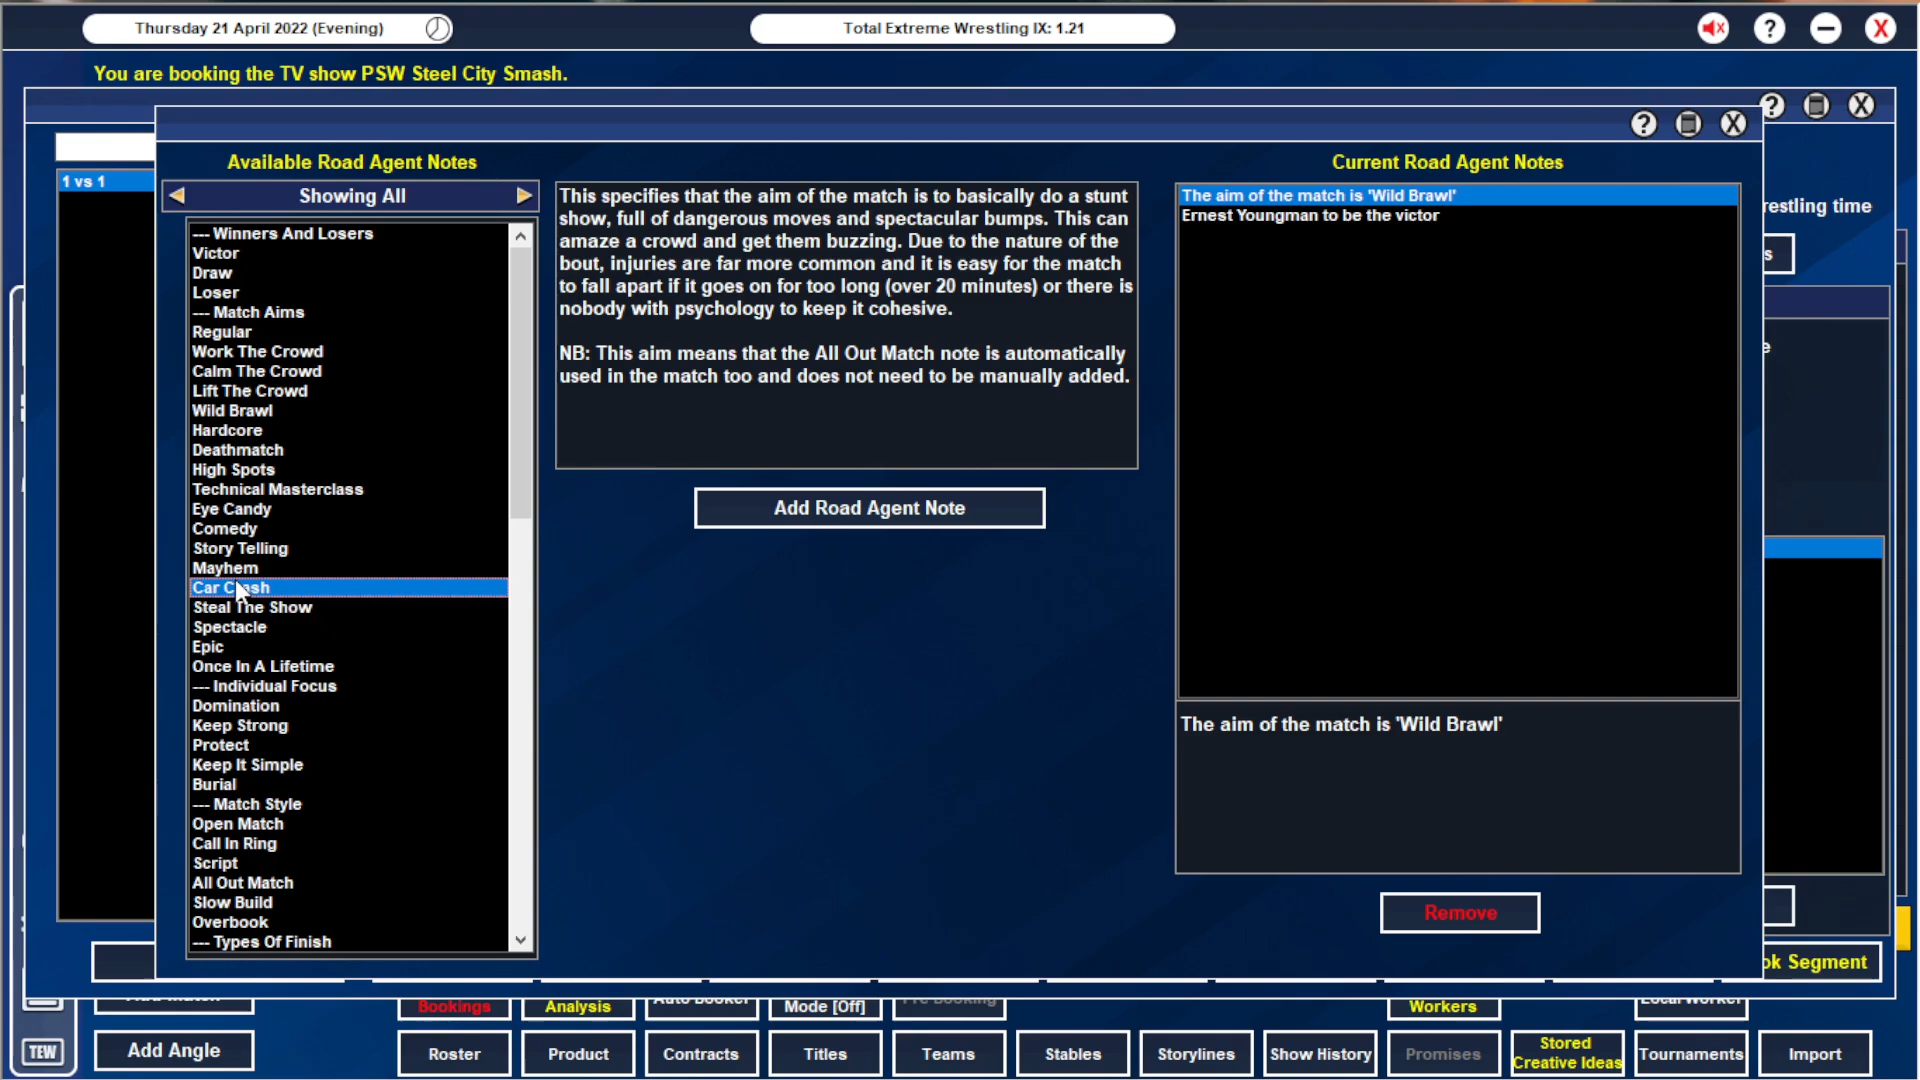 Thursday 21 April 2022 (Evening)
Total Extreme Wrestling IX: 1.21
?
X
You are booking the TV show PSW Steel City Smash.
?
X
?
X
Available Road Agent Notes
Current Road Agent Notes
1 vs 1
Showing All
--- Winners And Losers
Victor
Draw
Loser
--- Match Aims
Regular
Work The Crowd
Calm The Crowd
Lift The Crowd
Wild Brawl
Hardcore
Deathmatch
High Spots
Technical Masterclass
Eye Candy
Comedy
Story Telling
Mayhem
Car Crash
Steal The Show
Spectacle
Epic
Once In A Lifetime
--- Individual Focus
Domination
Keep Strong
Protect
Keep It Simple
Burial
--- Match Style
Open Match
Call In Ring
Script
All Out Match
Slow Build
Overbook
--- Types Of Finish
This specifies that the aim of the match is to basically do a stunt
show, full of dangerous moves and spectacular bumps. This can
amaze a crowd and get them buzzing. Due to the nature of the
bout, injuries are far more common and it is easy for the match
to fall apart if it goes on for too long (over 20 minutes) or there is
nobody with psychology to keep it cohesive.
NB: This aim means that the All Out Match note is automatically
used in the match too and does not need to be manually added.
Add Road Agent Note
The aim of the match is 'Wild Brawl'
Ernest Youngman to be the victor
The aim of the match is 'Wild Brawl'
Remove
restling time
s
e
ok Segment
Bookings
Analysis
Auto Booker
Mode [Off]
Pre Booking
Workers
Local Worker
TEW
Add Angle
Roster
Product
Contracts
Titles
Teams
Stables
Storylines
Show History
Promises
Stored
Creative Ideas
Tournaments
Import